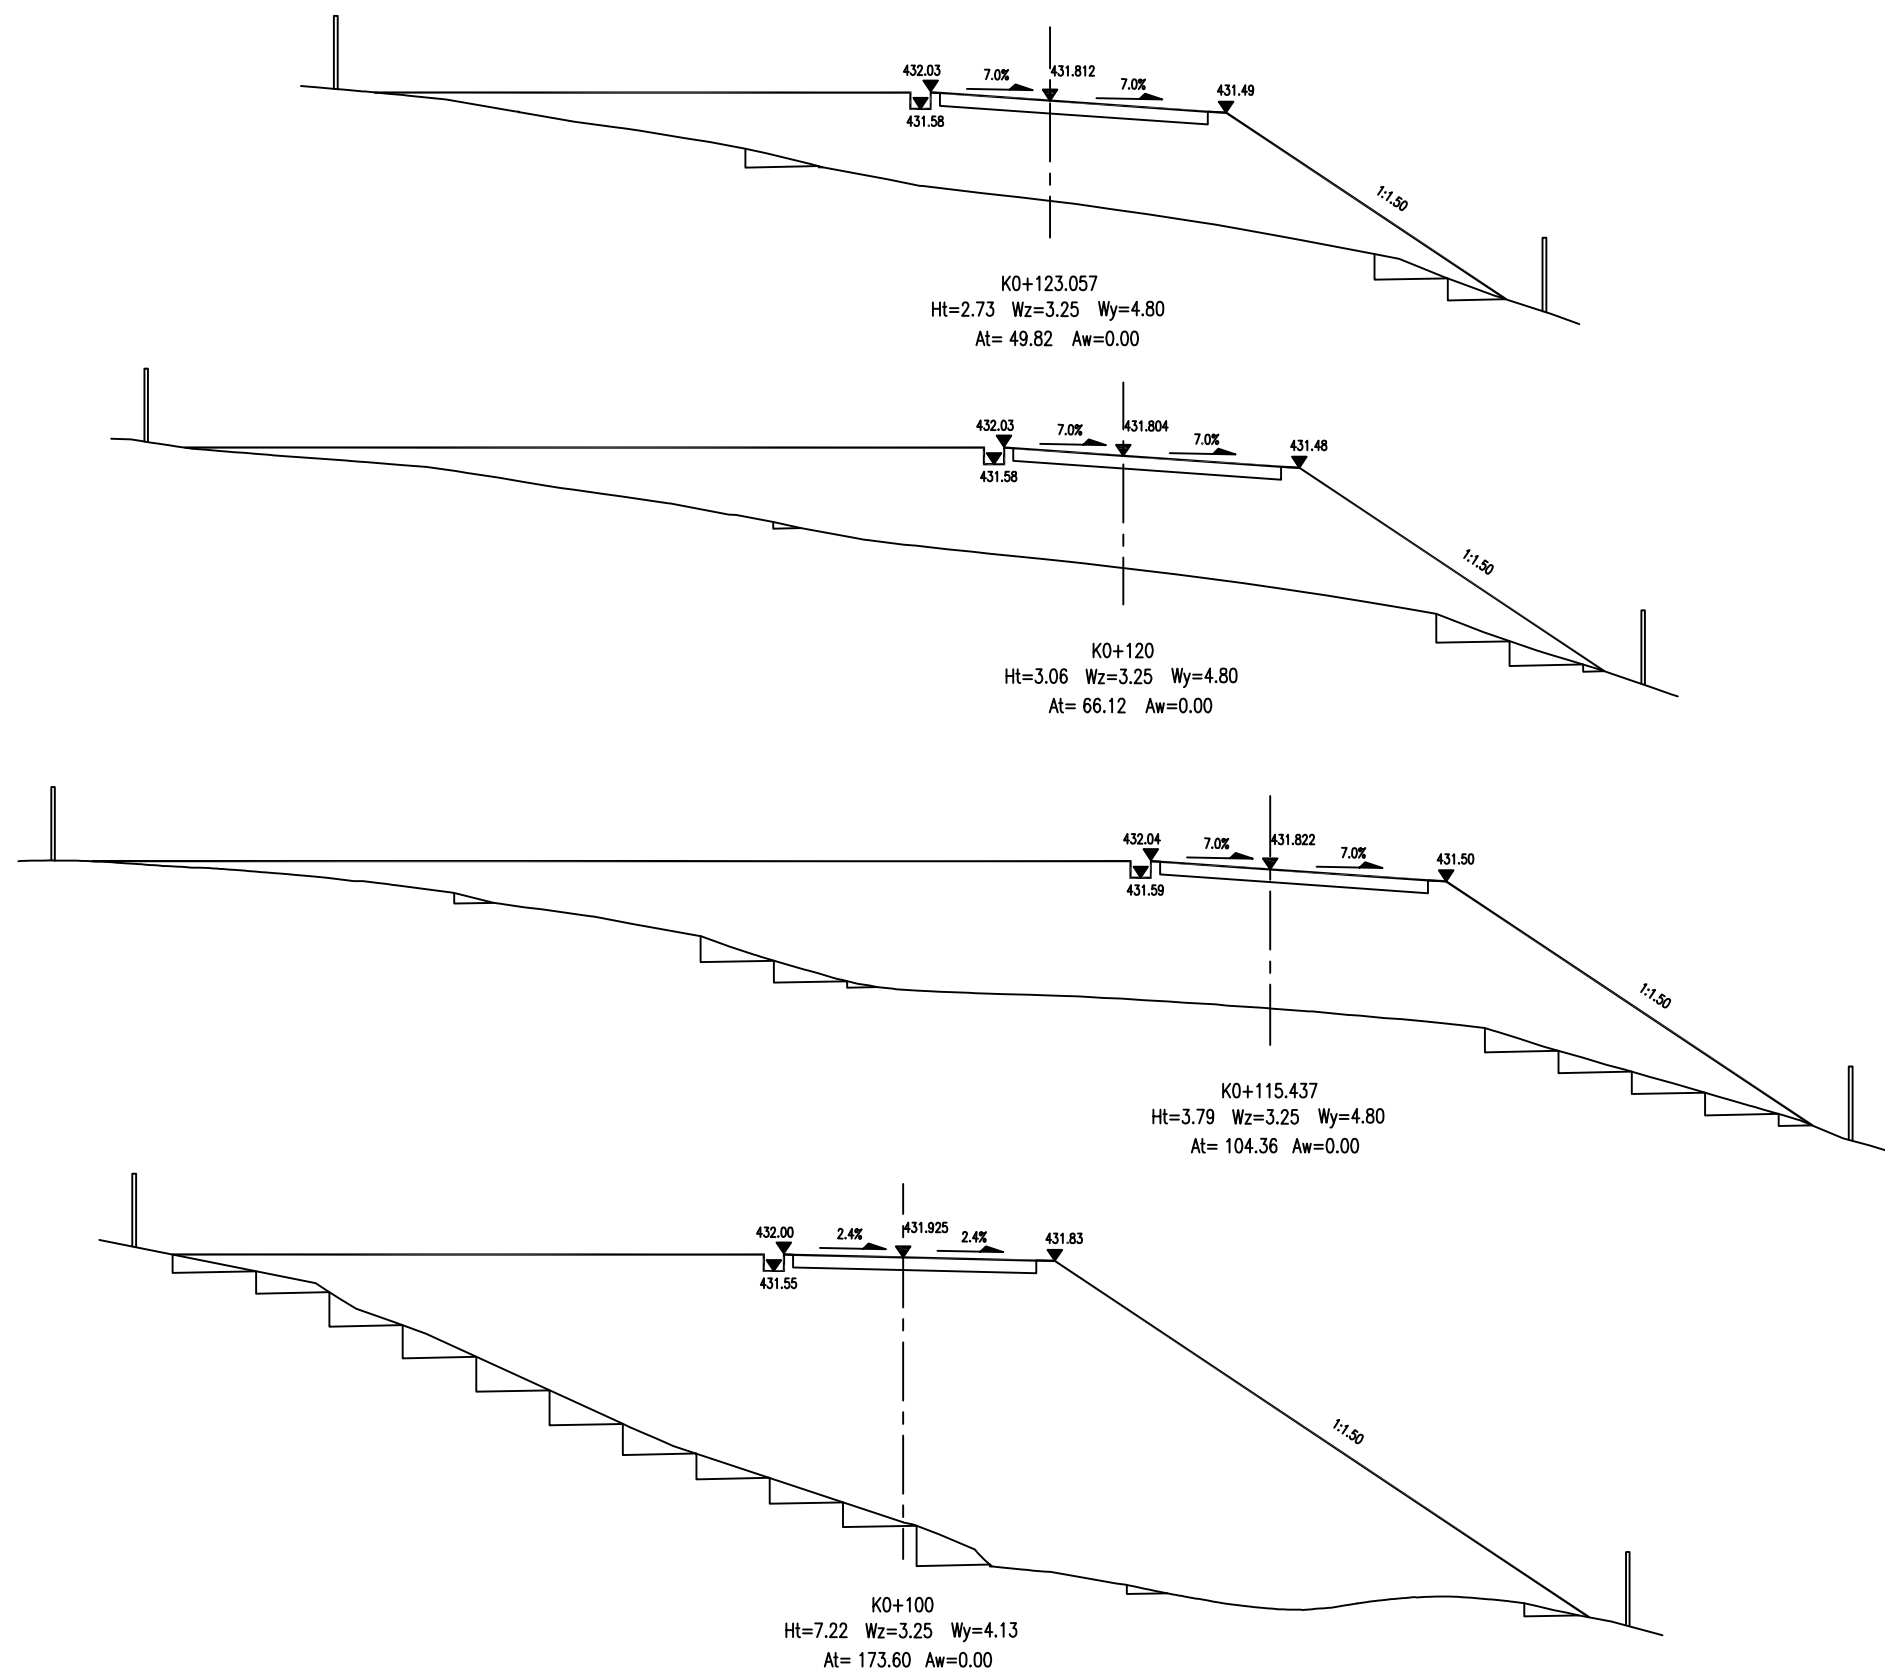 432.03 7.0% 431.812 7.0% 431.49
431.58
1:1.50
K0+123.057
Ht=2.73 Wz=3.25 Wy=4.80
At= 49.82 Aw=0.00
432.03 7.0% 431.804 7.0% 431.48
431.58
1:1.50
K0+120
Ht=3.06 Wz=3.25 Wy=4.80
At= 66.12 Aw=0.00
432.04 7.0% 431.822 7.0% 431.50
431.59
1:1.50
K0+115.437
Ht=3.79 Wz=3.25 Wy=4.80
At= 104.36 Aw=0.00
432.00 2.4% 431.925 2.4% 431.83
431.55
1:1.50
K0+100
Ht=7.22 Wz=3.25 Wy=4.13
At= 173.60 Aw=0.00